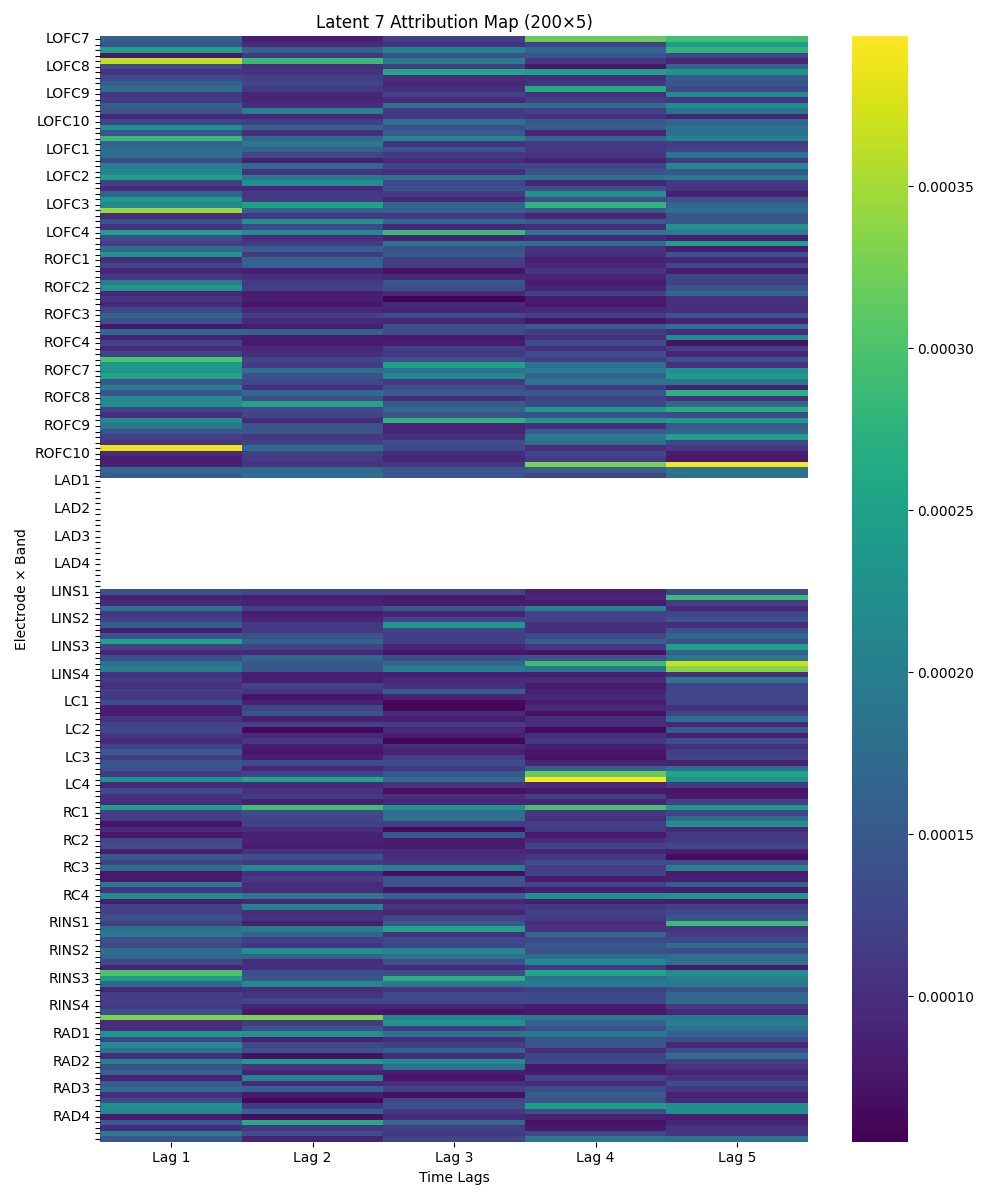 Latent 7 Attribution Map (200×5)
LOFC7
LOFC8
LOFC9
LOFC10
LOFC1
LOFC2
LOFC3
LOFC4
ROFC1
ROFC2
ROFC3
ROFC4
ROFC7
ROFC8
ROFC9
ROFC10
LAD1
LAD2
LAD3
LAD4
LINS1
LINS2
LINS3
LINS4
LC1
LC2
LC3
LC4
RC1
RC2
RC3
RC4
RINS1
RINS2
RINS3
RINS4
RAD1
RAD2
RAD3
RAD4
Electrode × Band
Lag 1 Lag 2 Lag 3 Lag 4 Lag 5
Time Lags
0.00035
0.00030
0.00025
0.00020
0.00015
0.00010